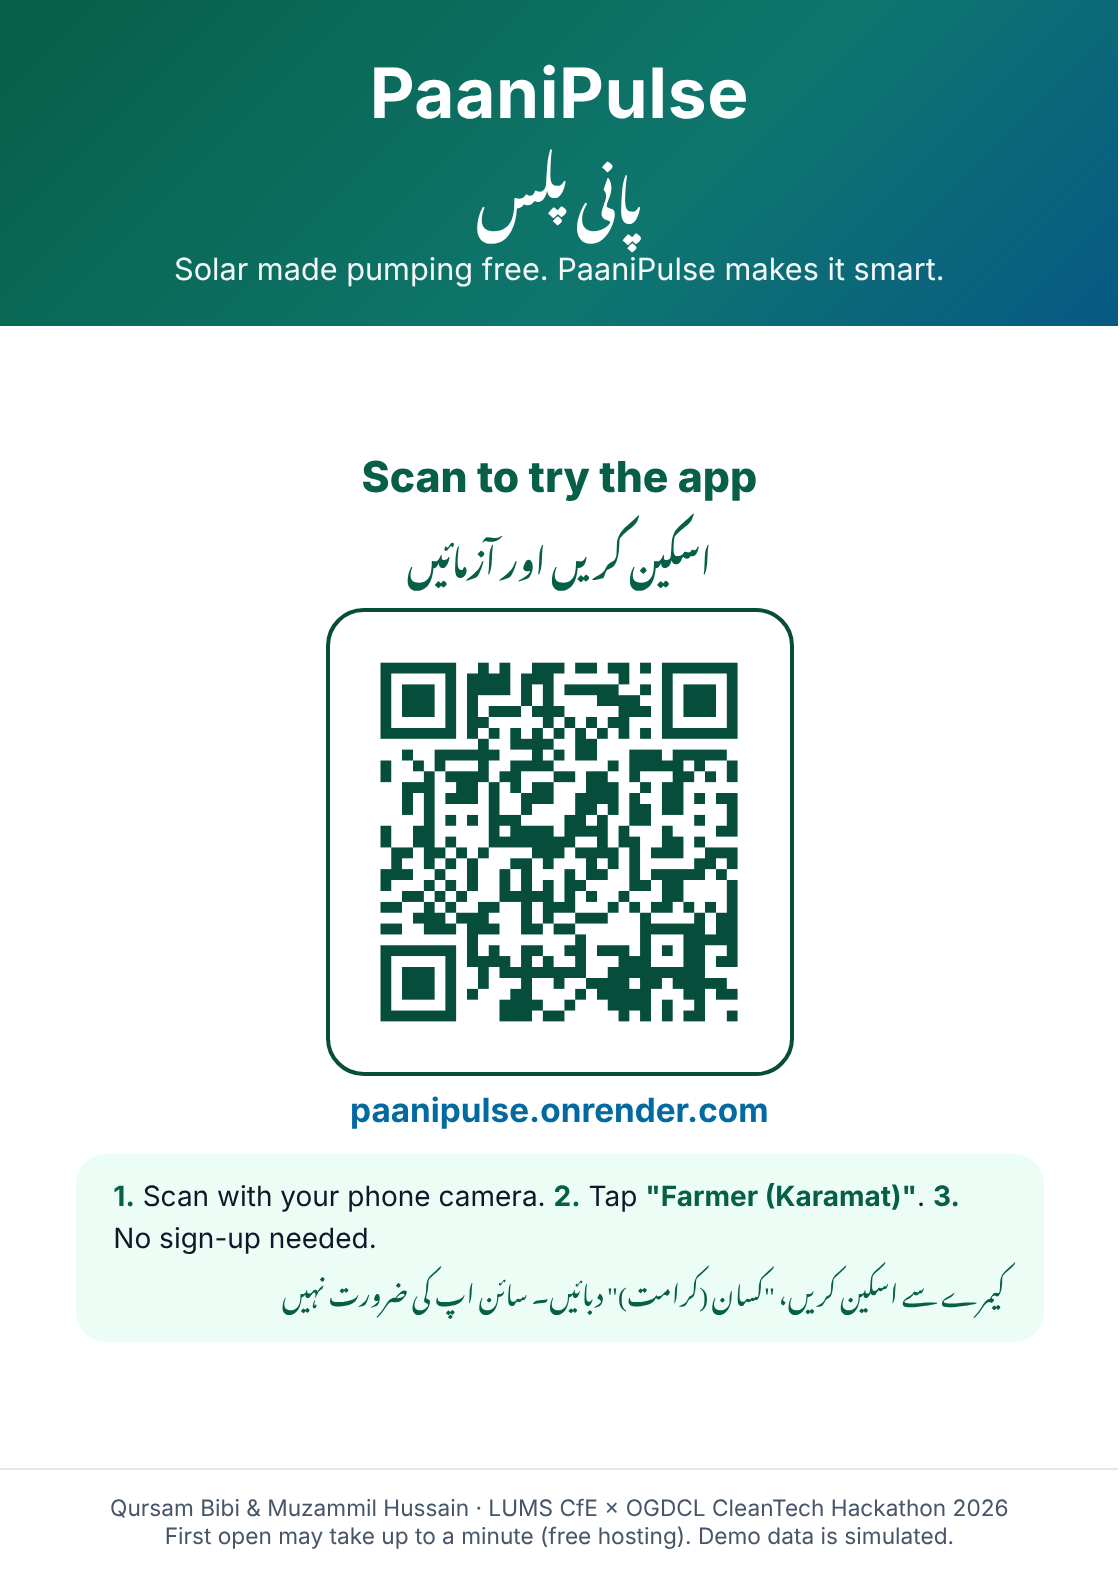 PaaniPulse
پانی پلس
Solar made pumping free. PaaniPulse makes it smart.
Scan to try the app
اسکین کریں اور آزمائیں
paanipulse.onrender.com
1. Scan with your phone camera. 2. Tap "Farmer (Karamat)". 3.
No sign-up needed.
کیمرے سے اسکین کریں، "کسان (کرامت)" دبائیں۔ سائن اپ کی ضرورت نہیں
Qursam Bibi & Muzammil Hussain · LUMS CfE × OGDCL CleanTech Hackathon 2026
First open may take up to a minute (free hosting). Demo data is simulated.